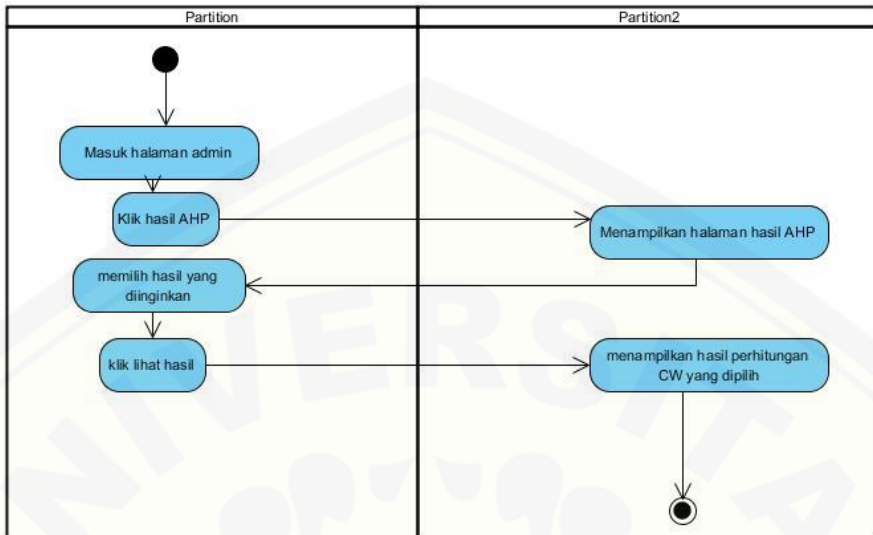 Partition
Partition2
Masuk halaman admin
Klik hasil AHP
Menampilkan halaman hasil AHP
memilih hasil yang
diinginkan
klik lihat hasil
menampilkan hasil perhitungan
CW yang dipilih
NIVERSITA